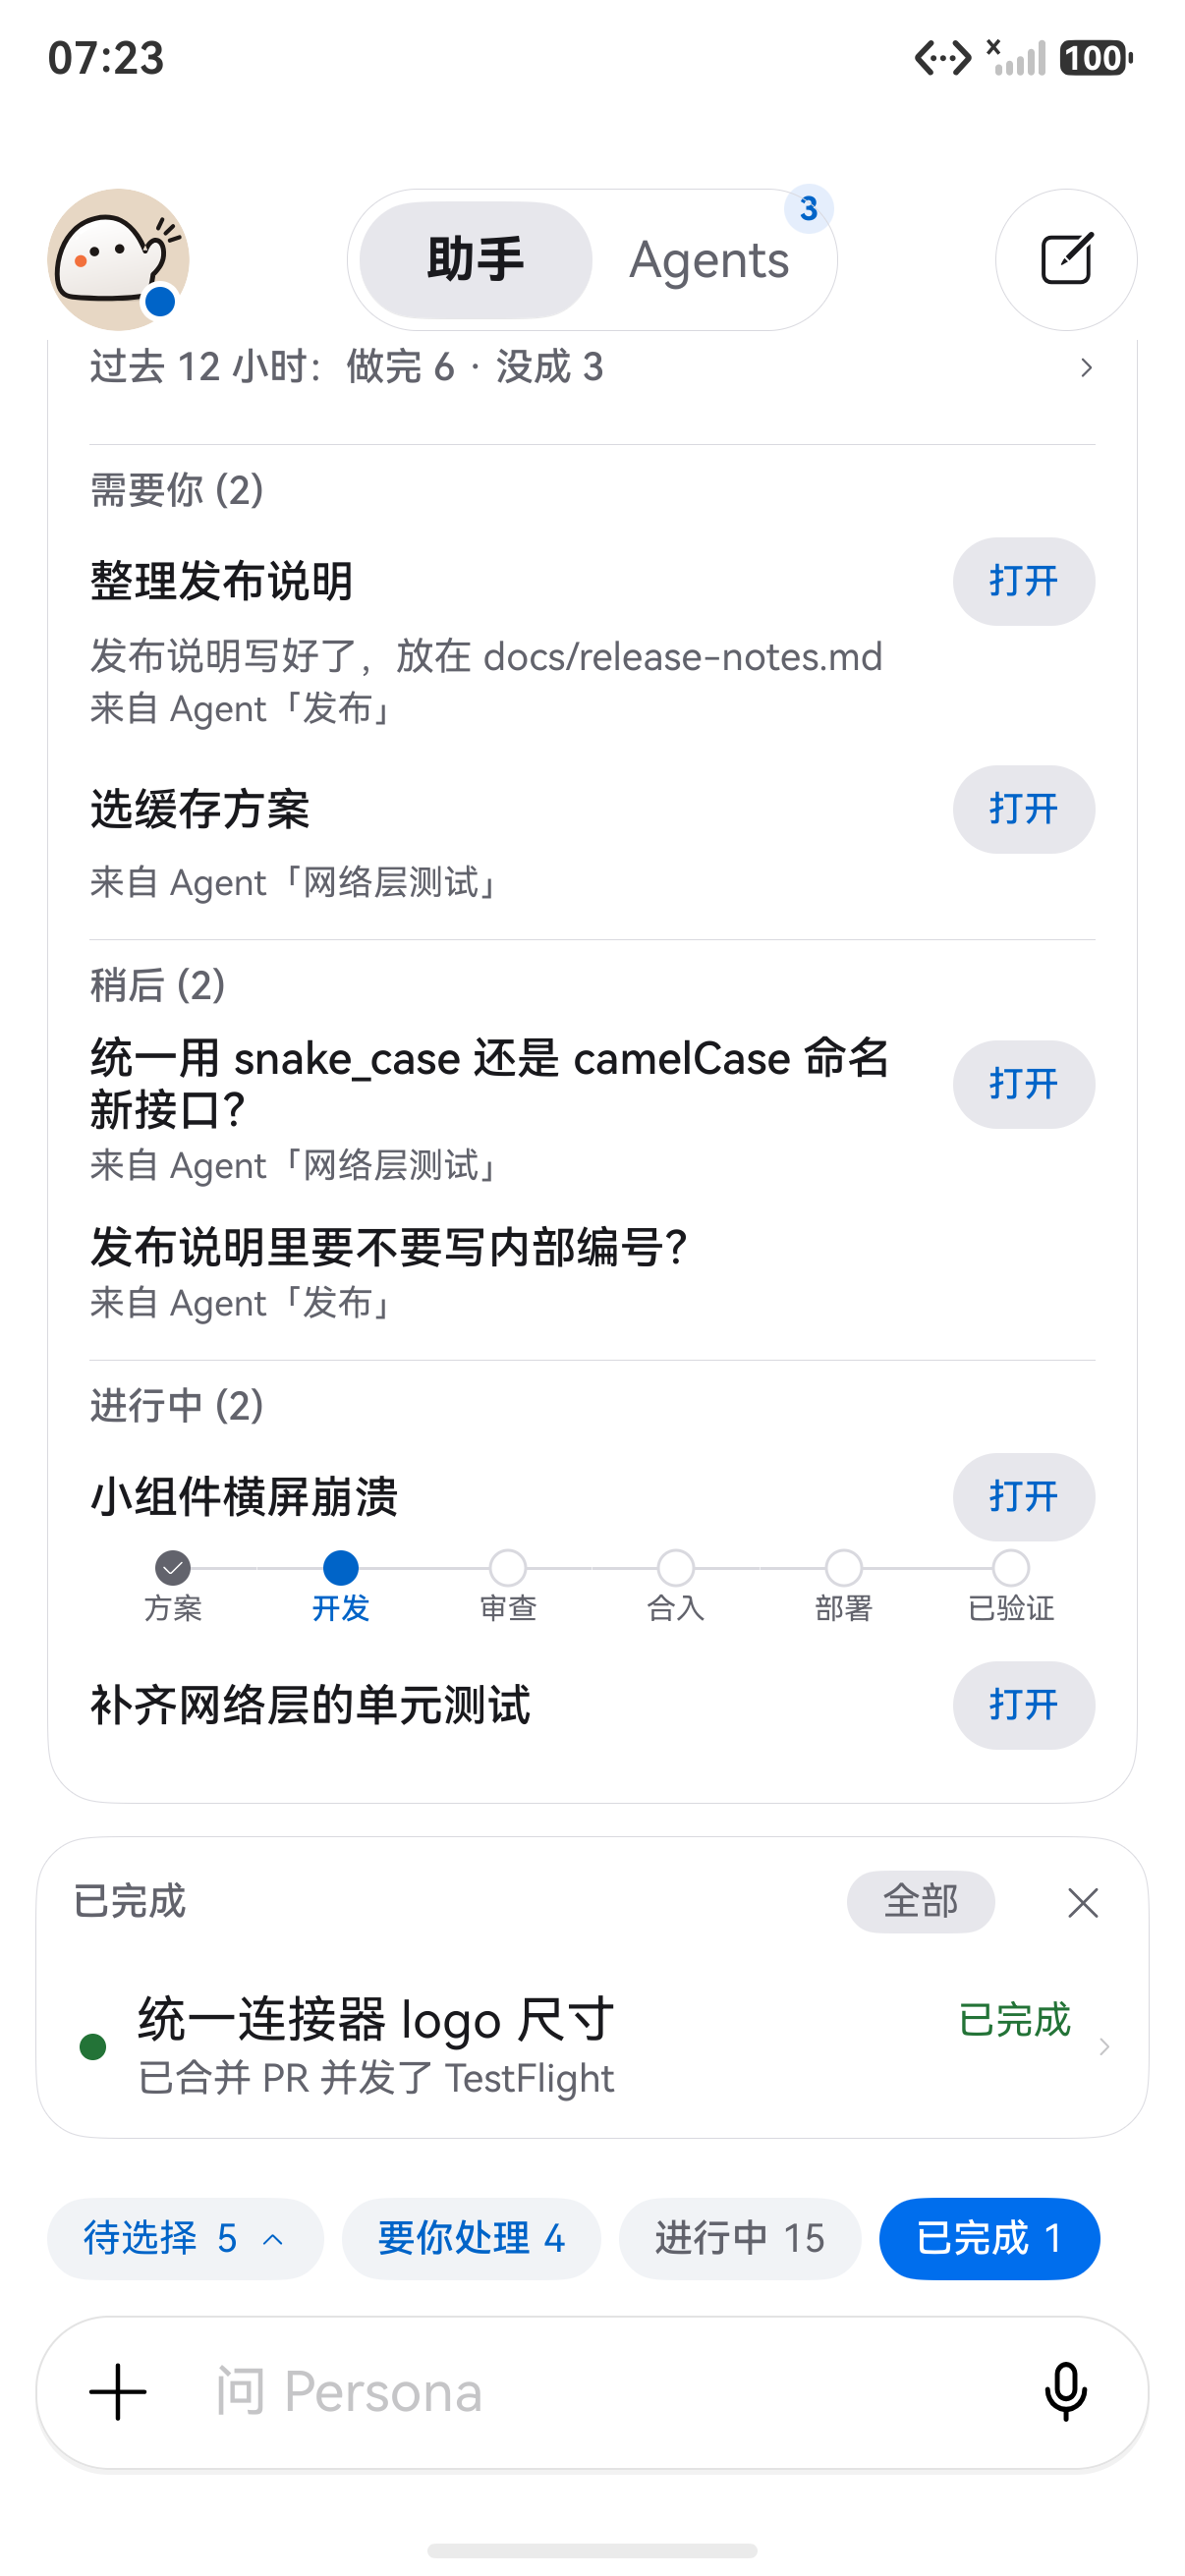 07:23
100
助手
Agents
3
过去 12 小时：做完 6 · 没成 3
需要你 (2)
整理发布说明
打开
发布说明写好了，放在 docs/release-notes.md
来自 Agent「发布」
选缓存方案
打开
来自 Agent「网络层测试」
稍后 (2)
统一用 snake_case 还是 camelCase 命名
新接口？
打开
来自 Agent「网络层测试」
发布说明里要不要写内部编号？
来自 Agent「发布」
进行中 (2)
小组件横屏崩溃
打开
方案
开发
审查
合入
部署
已验证
补齐网络层的单元测试
打开
已完成
全部
统一连接器 logo 尺寸
已完成
已合并 PR 并发了 TestFlight
待选择 5
要你处理 4
进行中 15
已完成 1
问 Persona